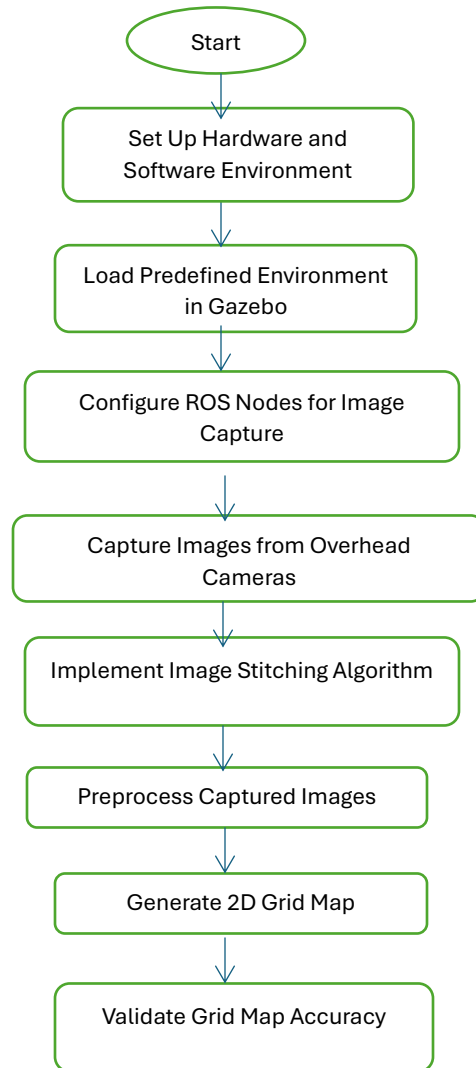 Start
Set Up Hardware and
Software Environment
Load Predefined Environment
in Gazebo
Configure ROS Nodes for Image
Capture
Capture Images from Overhead
Cameras
Implement Image Stitching Algorithm
Preprocess Captured Images
Generate 2D Grid Map
Validate Grid Map Accuracy